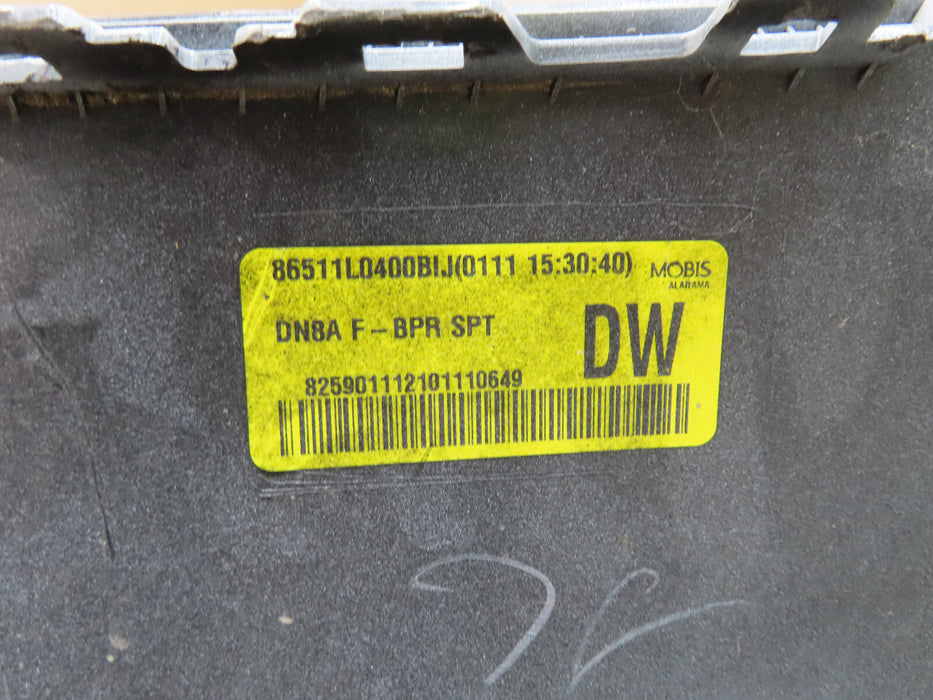 86511L0400BIJ(0111 15:30:40) MOBIS
ALABAMA
DN8A F-BPR SPT
DW
825901112101110649